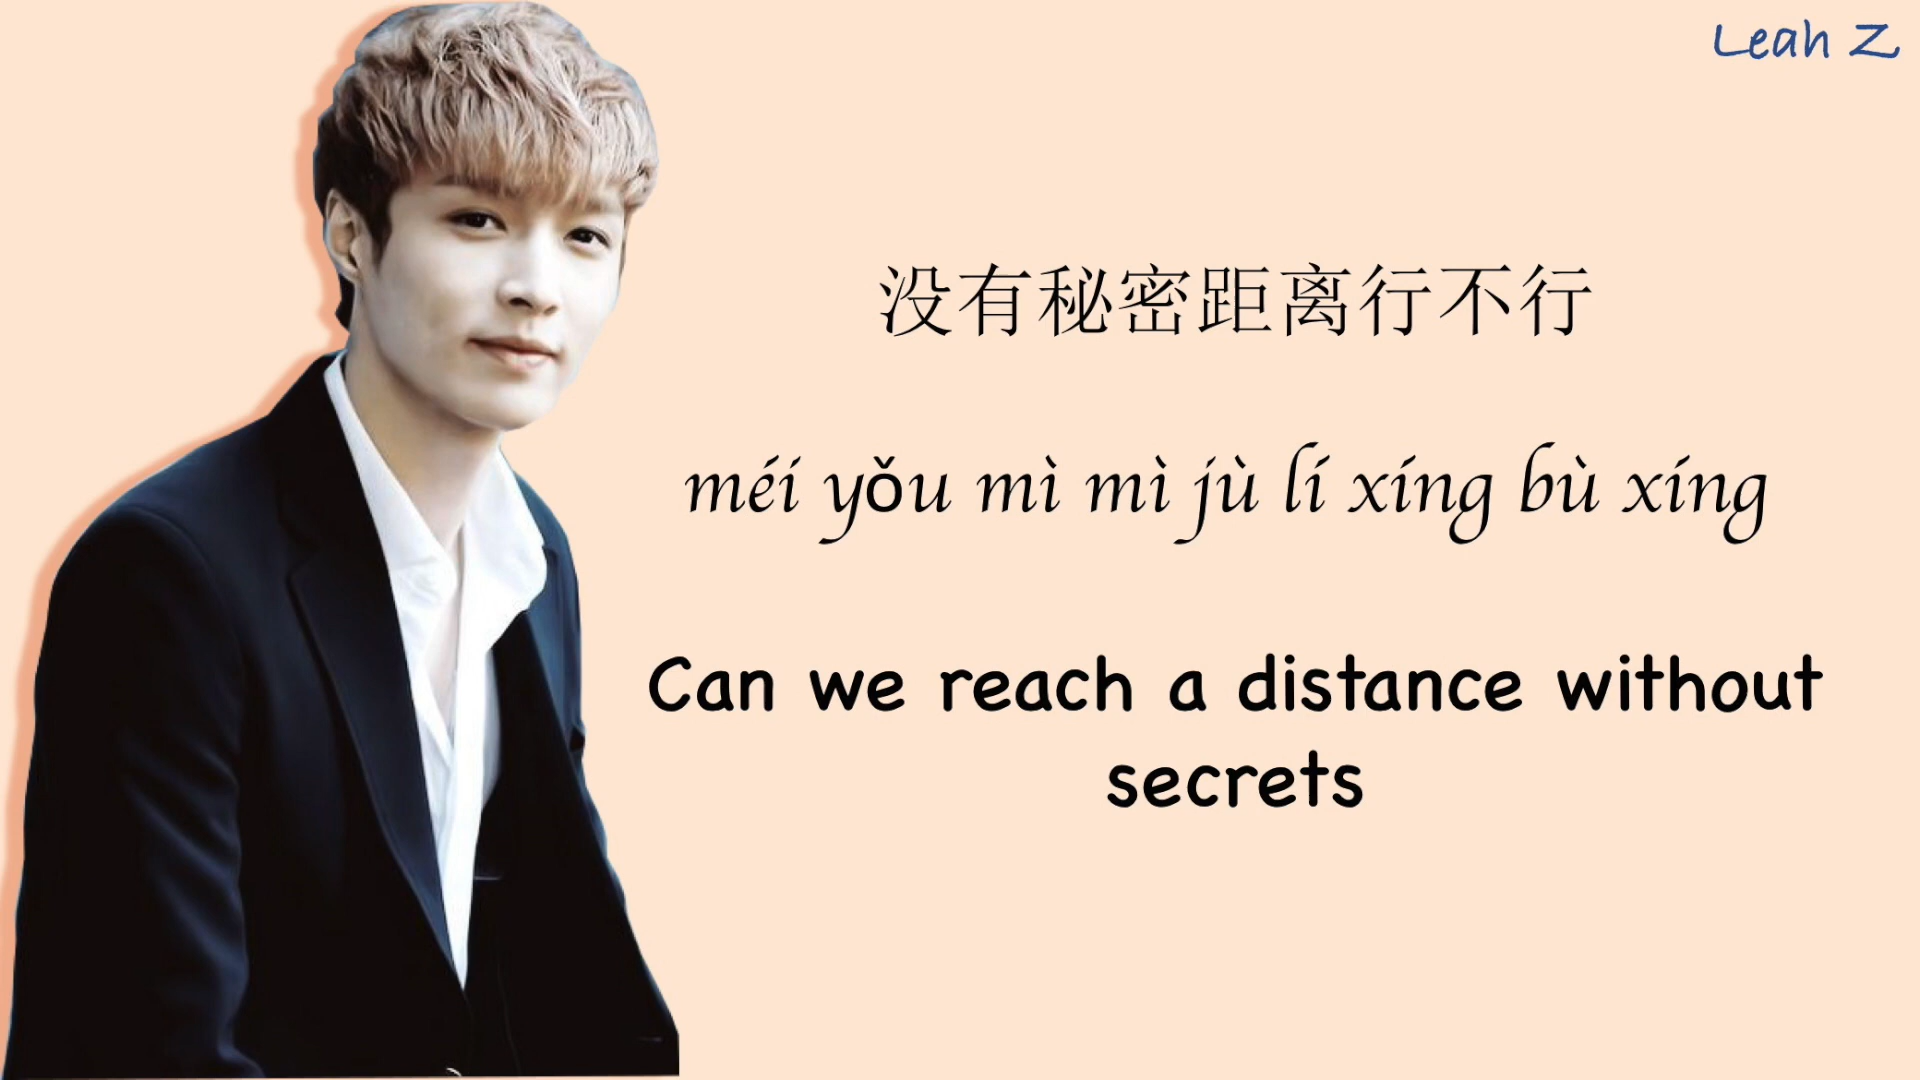 Leah Z
没有秘密距离行不行
méi yǒu mì mì jù lí xíng bù xíng
Can we reach a distance without
secrets